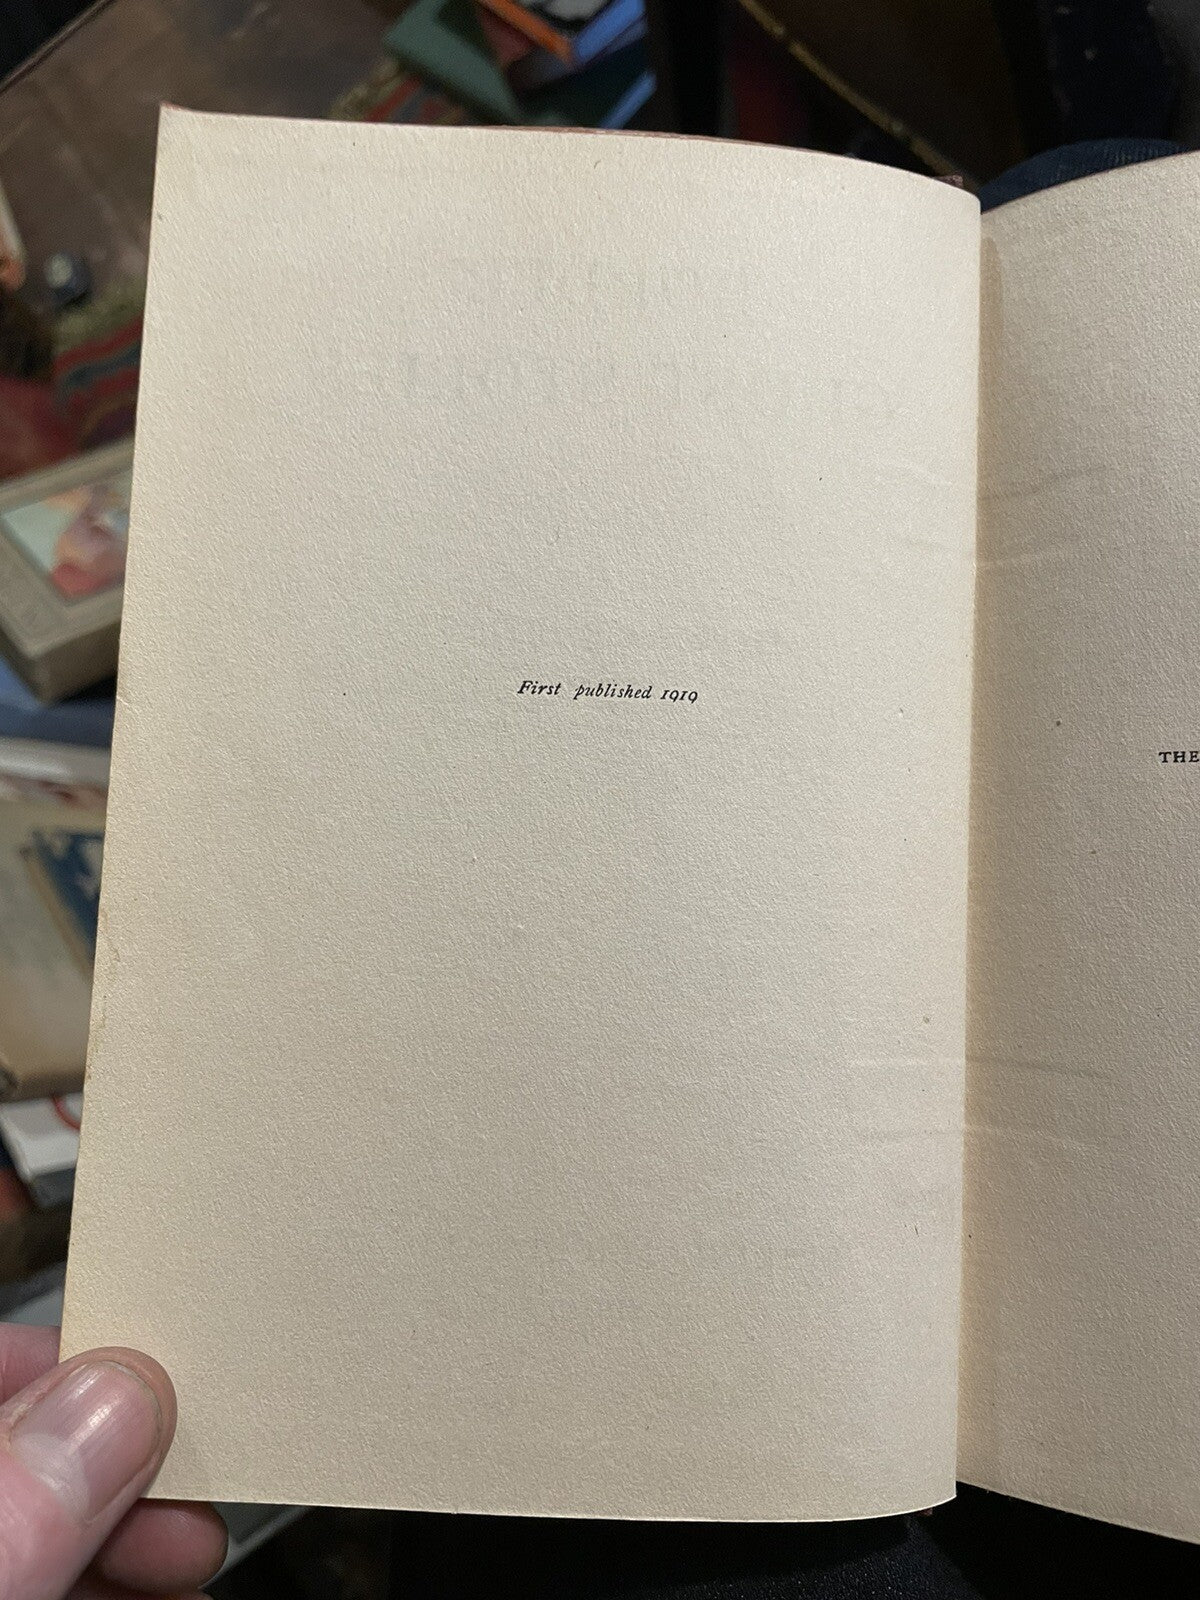 First published 1919
THE